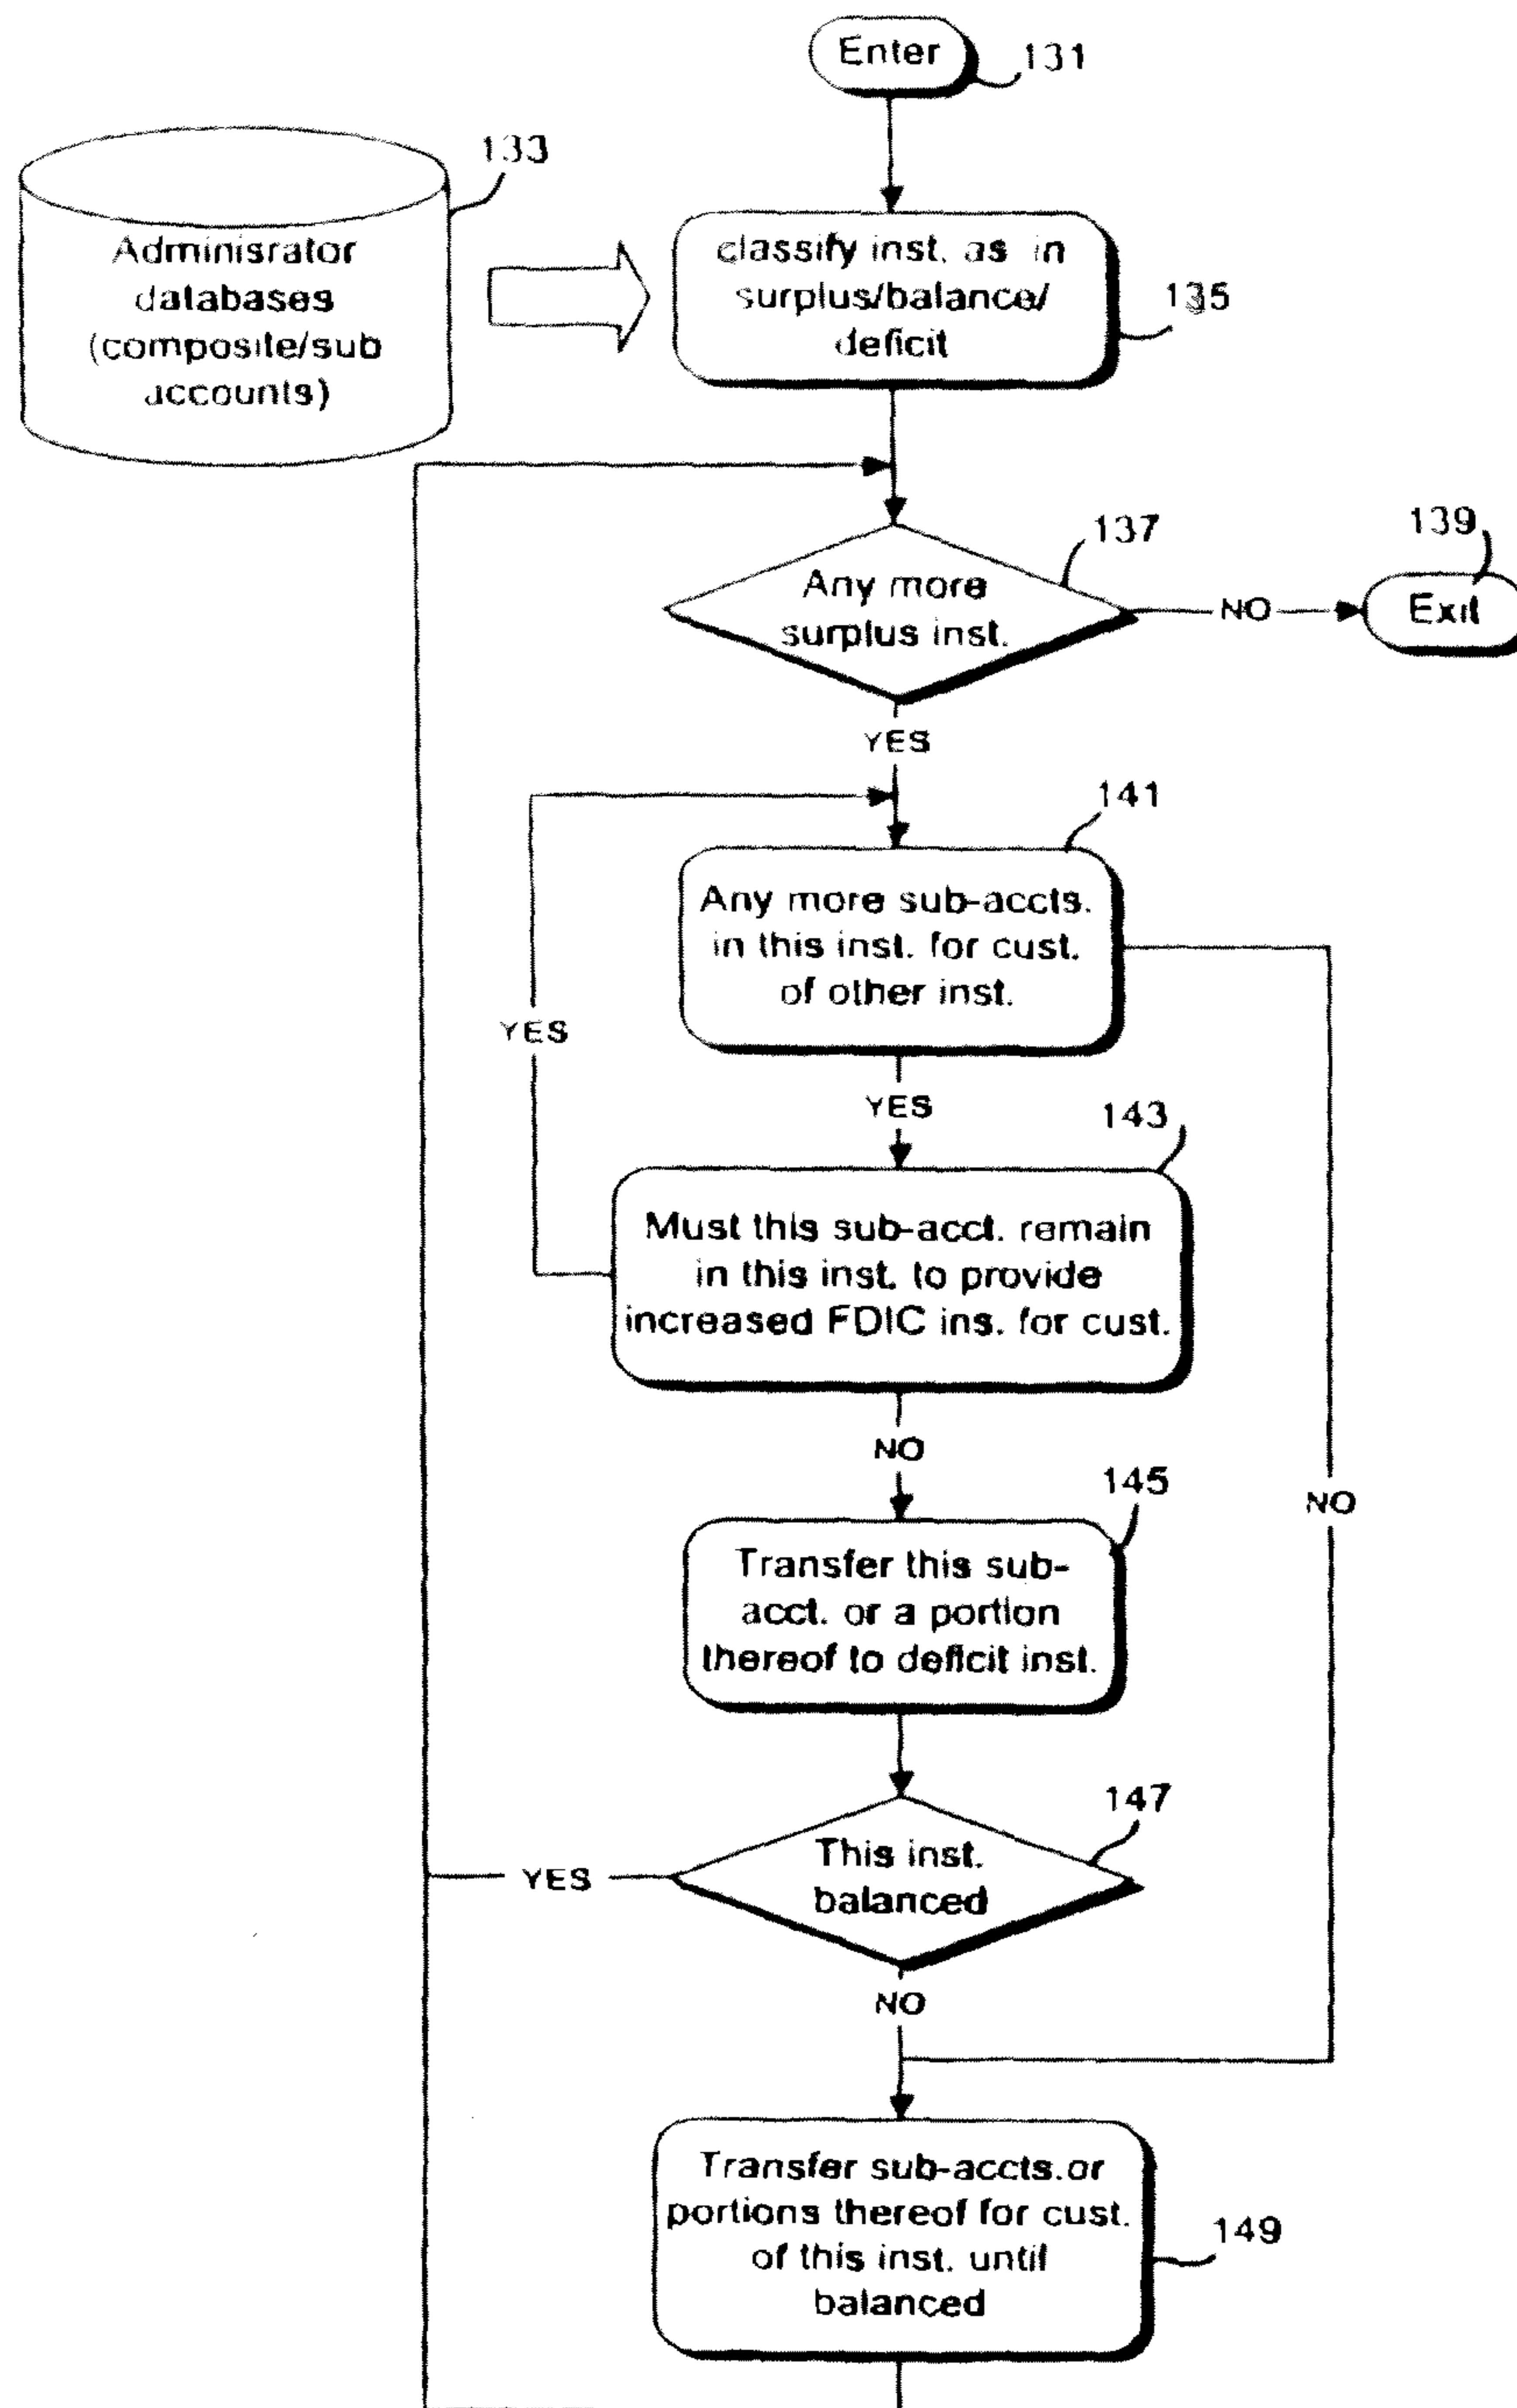 Enter
131
133
Adminisrator
databases
(composite/sub
accounts)
classify inst. as in
surplus/balance/
deficit
135
137
139
Any more
surplus inst.
NO
Exit
YES
141
Any more sub-accts.
in this inst. for cust.
of other inst.
YES
YES
143
Must this sub-acct. remain
in this inst. to provide
increased FDIC ins. for cust.
NO
145
NO
Transfer this sub-
acct. or a portion
thereof to deficit inst.
147
This inst.
balanced
YES
NO
Transfer sub-accts.or
portions thereof for cust.
of this inst. until
balanced
149